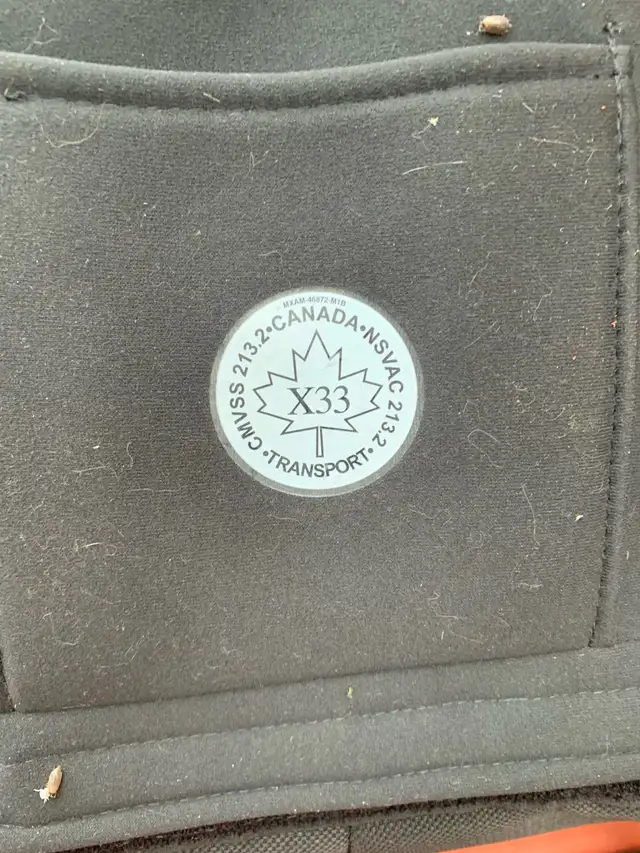 MXAM-46872-M1B
CMVSS 213.2•CANADA•NSVAC 213.2
X33
•TRANSPORT•